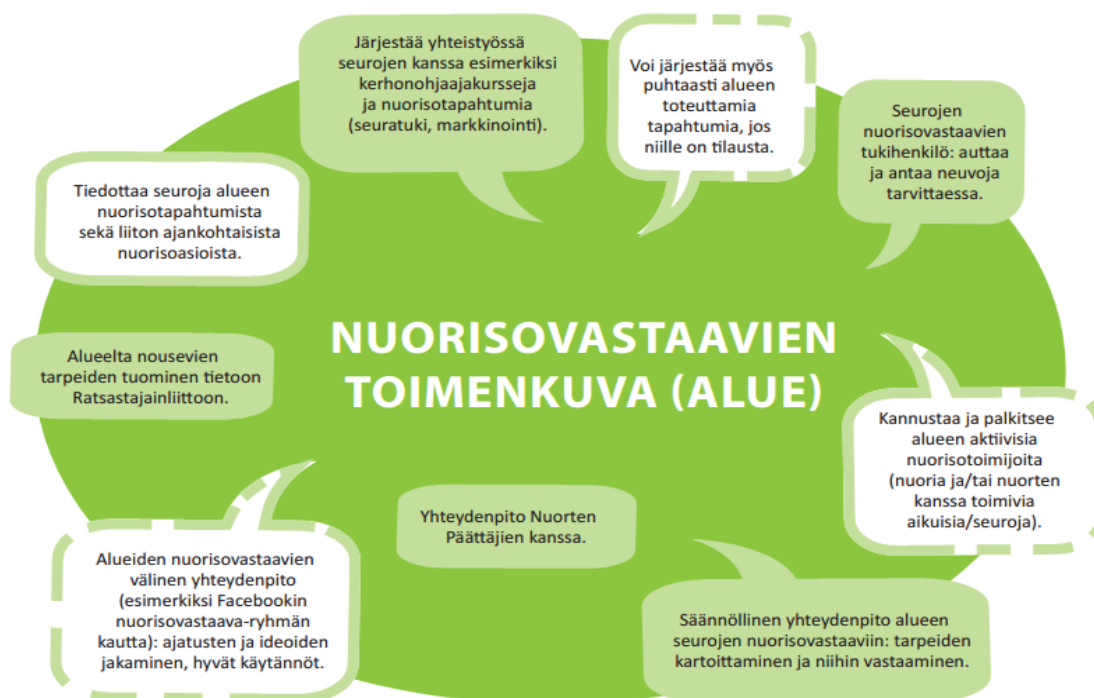 Järjestää yhteistyössä
seurojen kanssa esimerkiksi
kerhonohjaajakursseja
ja nuorisotapahtumia
(seuratuki, markkinointi).
Voi järjestää myös
puhtaasti alueen
toteuttamia
tapahtumia, jos
niille on tilausta.
Seurojen
nuorisovastaavien
tukihenkilö: auttaa
ja antaa neuvoja
tarvittaessa.
Tiedottaa seuroja alueen
nuorisotapahtumista
sekä liiton ajankohtaisista
nuorisoasioista.
NUORISOVASTAAVIEN
TOIMENKUVA (ALUE)
Alueelta nousevien
tarpeiden tuominen tietoon
Ratsastajainliittoon.
Kannustaa ja palkitsee
alueen aktiivisia
nuorisotoimijoita
(nuoria ja/tai nuorten
kanssa toimivia
aikuisia/seuroja).
Yhteydenpito Nuorten
Päättäjien kanssa.
Alueiden nuorisovastaavien
välinen yhteydenpito
(esimerkiksi Facebookin
nuorisovastaava-ryhmän
kautta): ajatusten ja ideoiden
jakaminen, hyvät käytännöt.
Säännöllinen yhteydenpito alueen
seurojen nuorisovastaaviin: tarpeiden
kartoittaminen ja niihin vastaaminen.